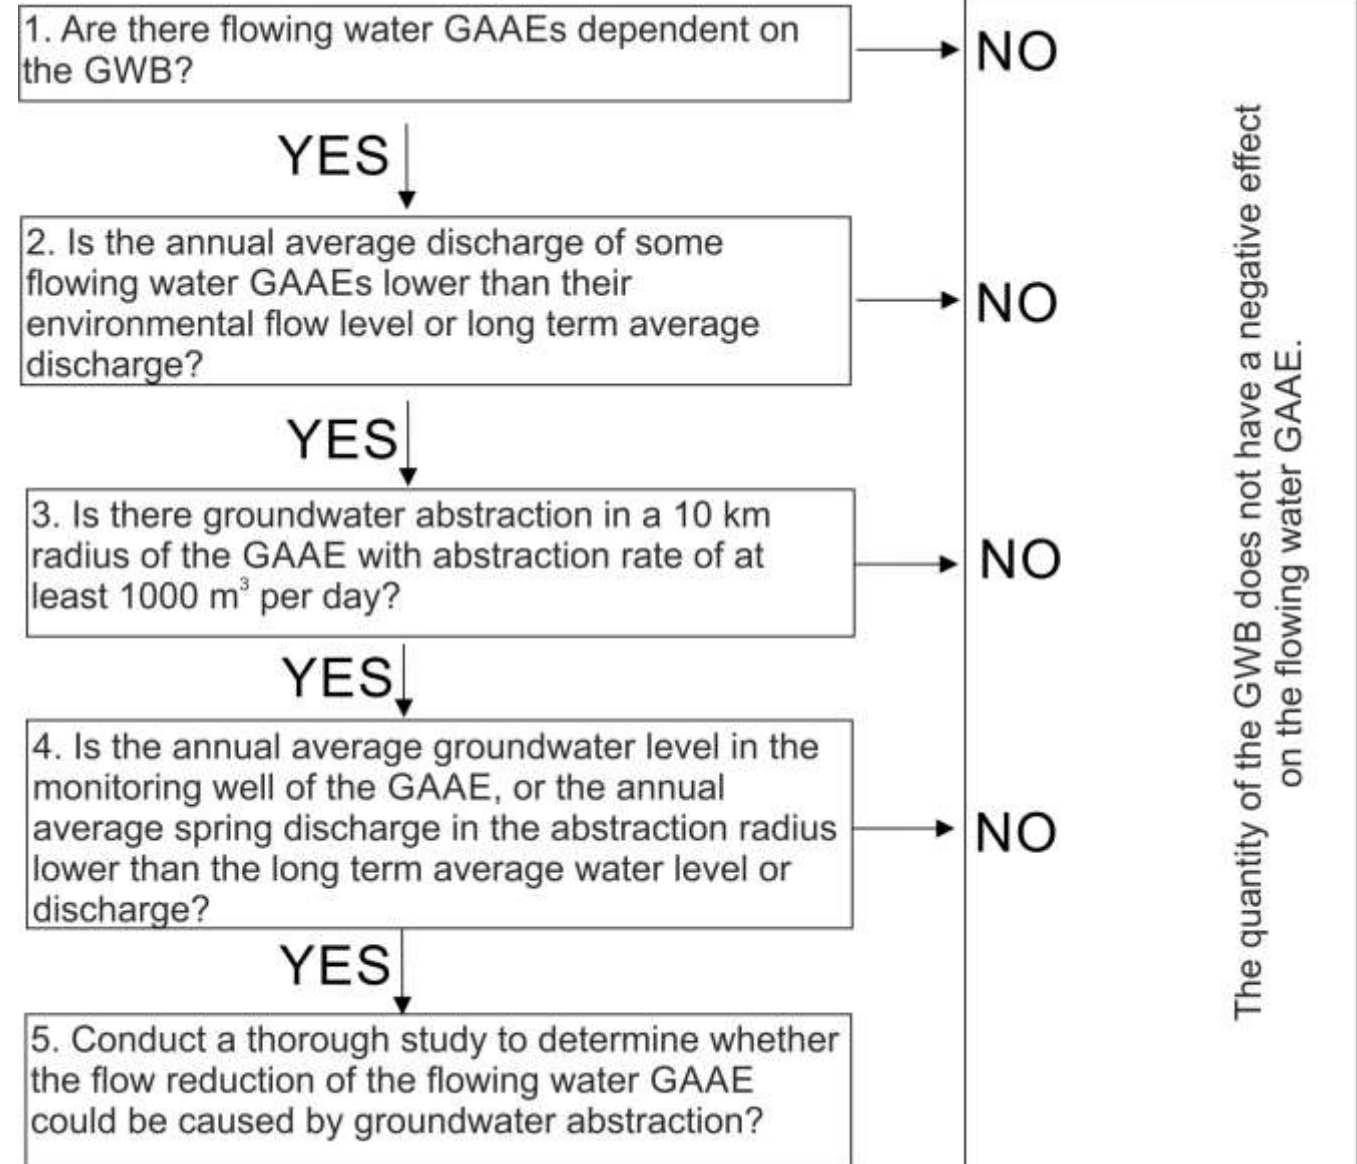 1. Are there flowing water GAAEs dependent on
the GWB?
NO
YES
2. Is the annual average discharge of some
flowing water GAAEs lower than their
environmental flow level or long term average
discharge?
NO
YES
3. Is there groundwater abstraction in a 10 km
radius of the GAAE with abstraction rate of at
least 1000 m³ per day?
NO
YES
4. Is the annual average groundwater level in the
monitoring well of the GAAE, or the annual
average spring discharge in the abstraction radius
lower than the long term average water level or
discharge?
NO
YES
5. Conduct a thorough study to determine whether
the flow reduction of the flowing water GAAE
could be caused by groundwater abstraction?
The quantity of the GWB does not have a negative effect
on the flowing water GAAE.